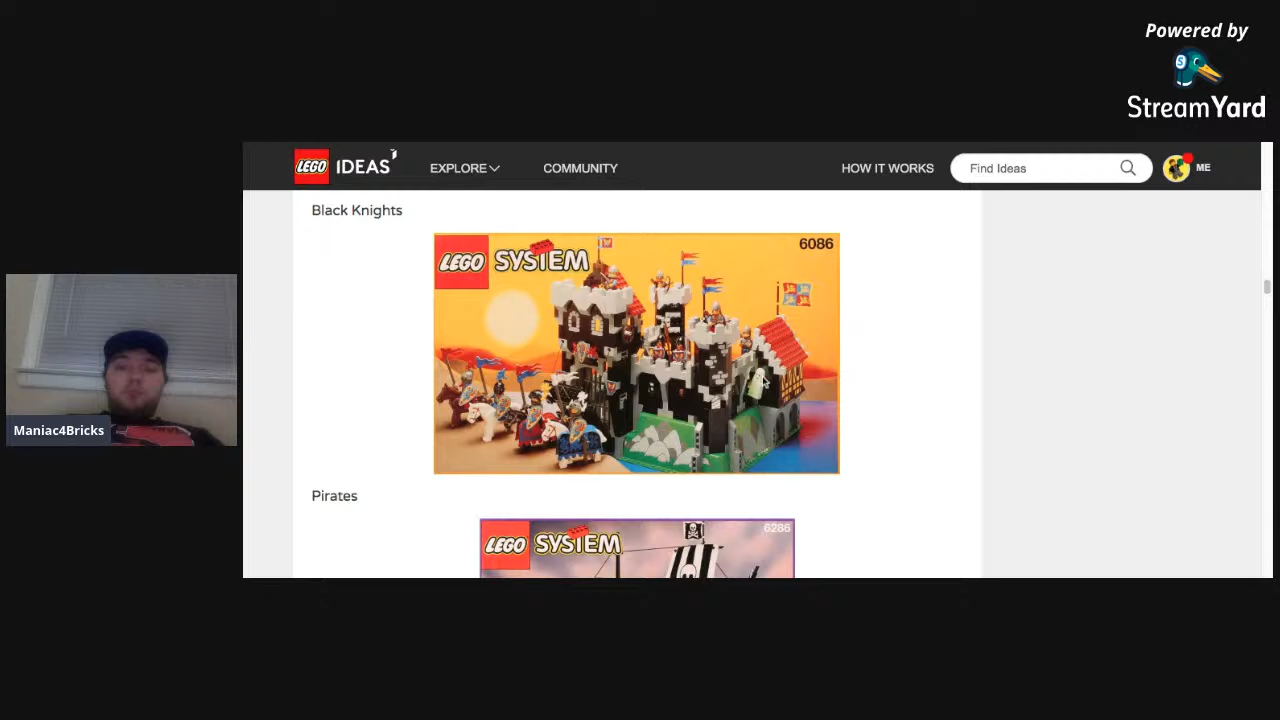 Powered by
StreamYard
LEGO IDEAS EXPLORE COMMUNITY HOW IT WORKS Find Ideas ME
Black Knights
LEGO SYSTEM 6086
Maniac4Bricks
Pirates
LEGO SYSTEM 6286